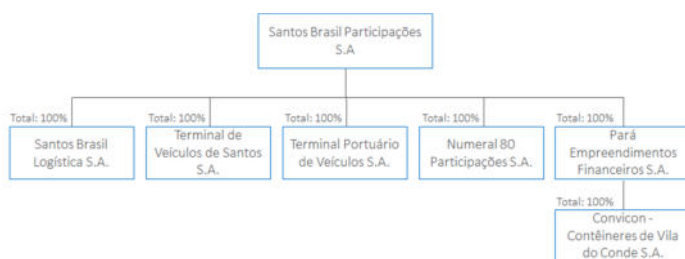 Santos Brasil Participações
S.A
Total: 100%
Total: 100%
Total: 100%
Total: 100%
Total: 100%
Santos Brasil
Logística S.A.
Terminal de
Veículos de Santos
S.A.
Terminal Portuário
de Veículos S.A.
Numeral 80
Participações S.A.
Pará
Empreendimentos
Financeiros S.A.
Total: 100%
Convicon -
Contêineres de Vila
do Conde S.A.